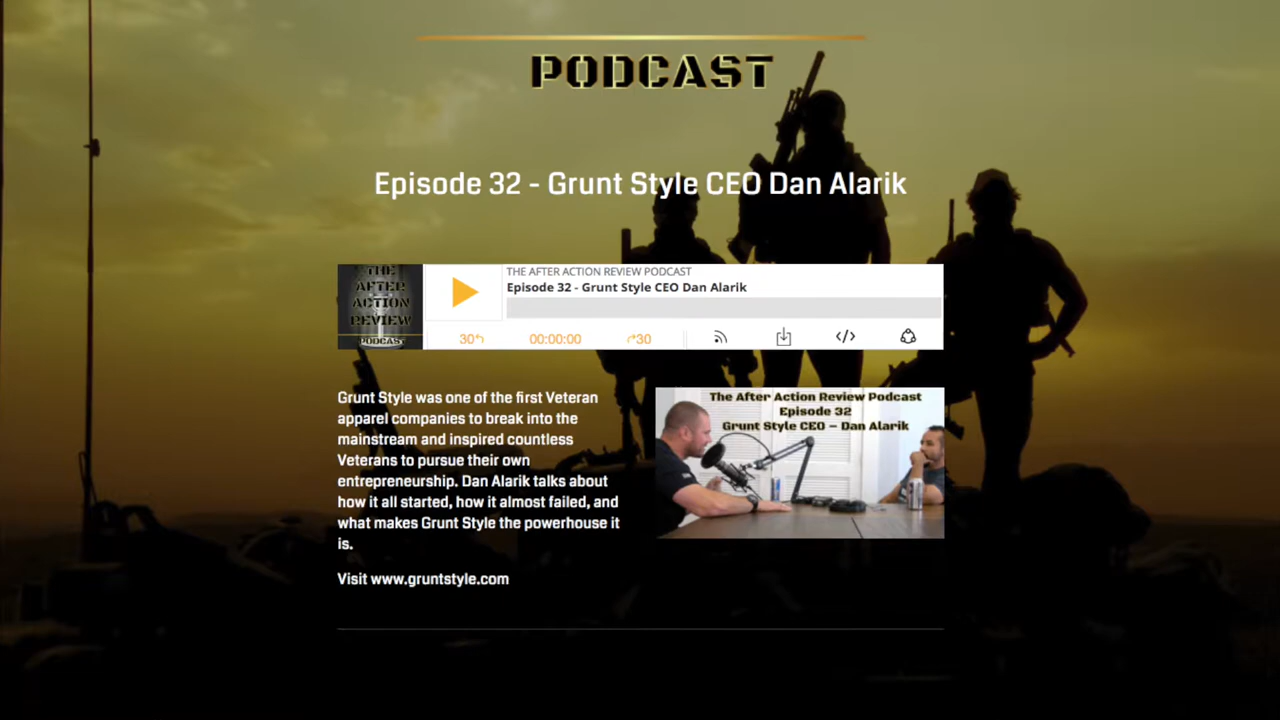 PODCAST
Episode 32 - Grunt Style CEO Dan Alarik
THE
AFTER
ACTION
REVIEW
PODCAST
THE AFTER ACTION REVIEW PODCAST
Episode 32 - Grunt Style CEO Dan Alarik
30
00:00:00
30
Grunt Style was one of the first Veteran
apparel companies to break into the
mainstream and inspired countless
Veterans to pursue their own
entrepreneurship. Dan Alarik talks about
how it all started, how it almost failed, and
what makes Grunt Style the powerhouse it
is.
Visit www.gruntstyle.com
The After Action Review Podcast
Episode 32
Grunt Style CEO – Dan Alarik